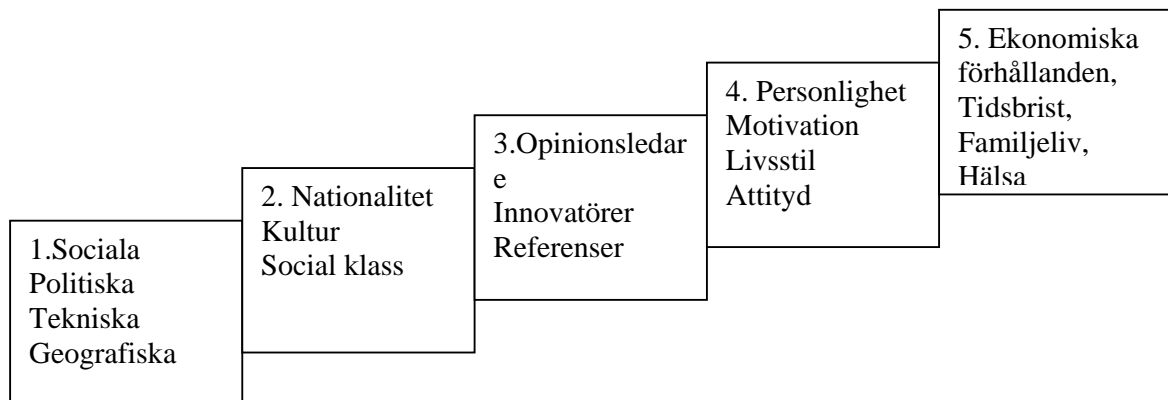 1.Sociala
Politiska
Tekniska
Geografiska
2. Nationalitet
Kultur
Social klass
3.Opinionsledar
e
Innovatörer
Referenser
4. Personlighet
Motivation
Livsstil
Attityd
5. Ekonomiska
förhållanden,
Tidsbrist,
Familjeliv,
Hälsa